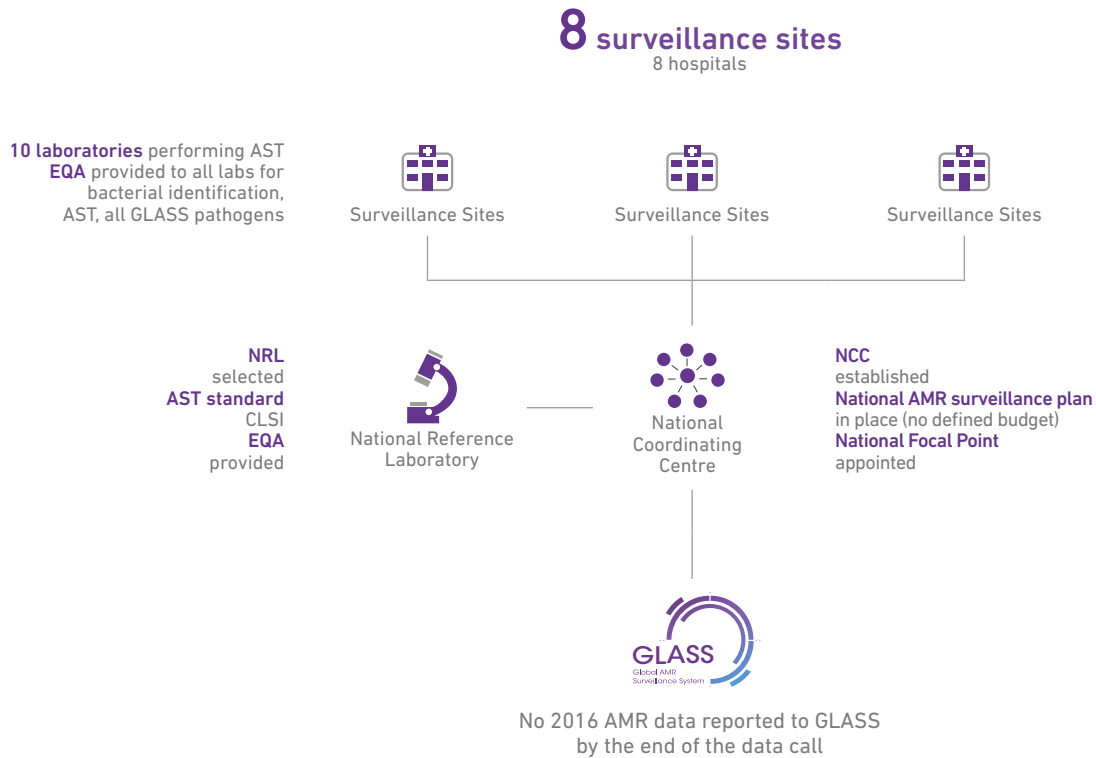 8 surveillance sites
8 hospitals
10 laboratories performing AST
EQA provided to all labs for
bacterial identification,
AST, all GLASS pathogens
Surveillance Sites
Surveillance Sites
Surveillance Sites
NRL
selected
AST standard
CLSI
EQA
provided
National Reference
Laboratory
National
Coordinating
Centre
NCC
established
National AMR surveillance plan
in place (no defined budget)
National Focal Point
appointed
GLASS
Global AMR
Surveillance System
No 2016 AMR data reported to GLASS
by the end of the data call